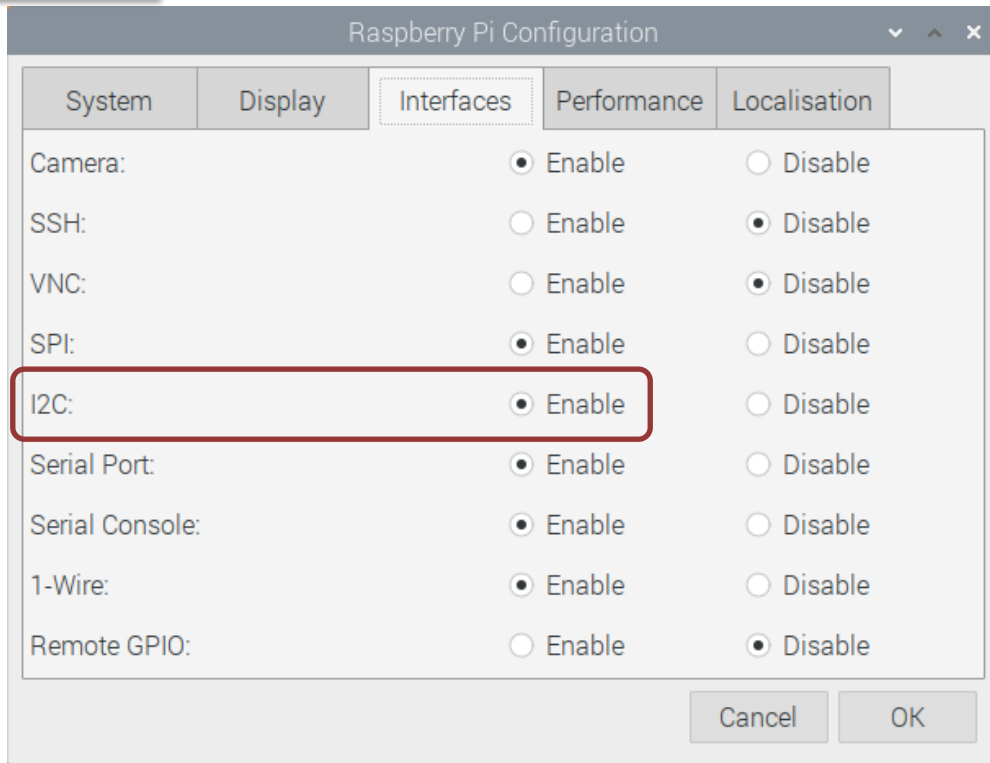 Raspberry Pi Configuration
System Display Interfaces Performance Localisation
Camera: Enable Disable
SSH: Enable Disable
VNC: Enable Disable
SPI: Enable Disable
I2C: Enable Disable
Serial Port: Enable Disable
Serial Console: Enable Disable
1-Wire: Enable Disable
Remote GPIO: Enable Disable
Cancel OK